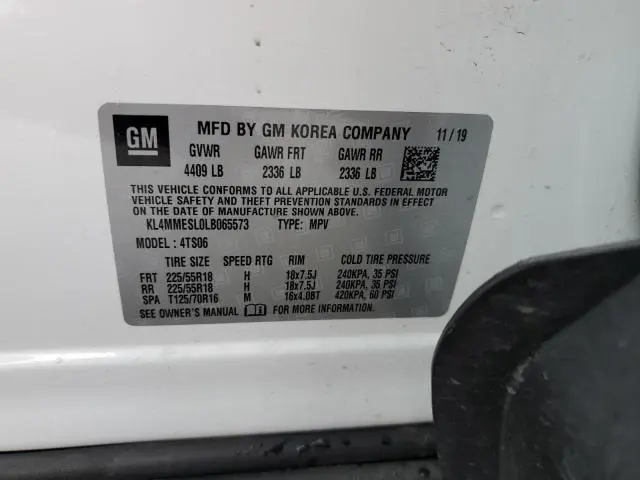 GM MFD BY GM KOREA COMPANY 11/19
GVWR GAWR FRT GAWR RR
4409 LB 2336 LB 2336 LB
THIS VEHICLE CONFORMS TO ALL APPLICABLE U.S. FEDERAL MOTOR
VEHICLE SAFETY AND THEFT PREVENTION STANDARDS IN EFFECT
ON THE DATE OF MANUFACTURE SHOWN ABOVE.
KL4MMESL0LB065573 TYPE: MPV
MODEL: 4TS06
TIRE SIZE SPEED RTG RIM COLD TIRE PRESSURE
FRT 225/55R18 H 18x7.5J 240KPA, 35 PSI
RR 225/55R18 H 18x7.5J 240KPA, 35 PSI
SPA T125/70R16 M 16x4.0BT 420KPA, 60 PSI
SEE OWNER'S MANUAL FOR MORE INFORMATION.